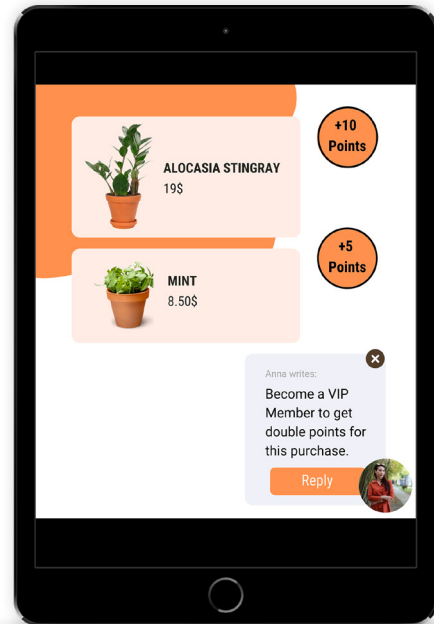 ALOCASIA STINGRAY
19$
+10
Points
MINT
8.50$
+5
Points
Anna writes:
Become a VIP
Member to get
double points for
this purchase.
Reply